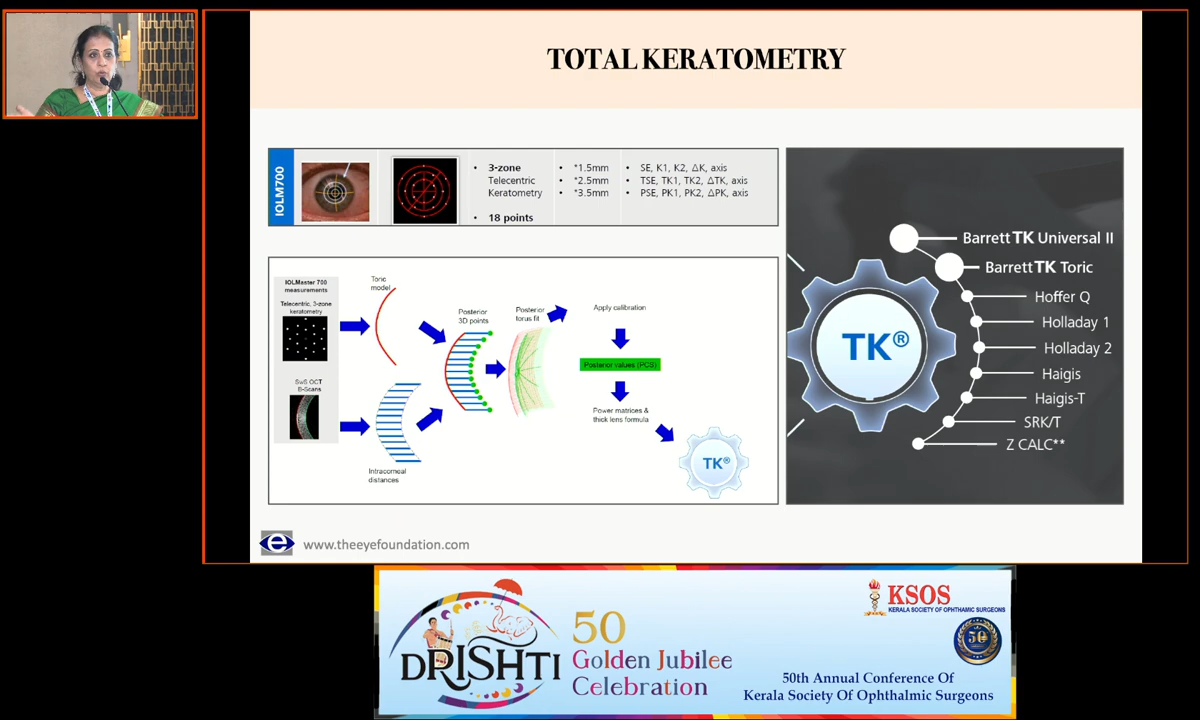 TOTAL KERATOMETRY
IOLM700
• 3-zone
Telecentric
Keratometry
• 18 points
• *1.5mm
• *2.5mm
• *3.5mm
• SE, K1, K2, ΔK, axis
• TSE, TK1, TK2, ΔTK, axis
• PSE, PK1, PK2, ΔPK, axis
IOLMaster 700
measurements
Telecentric, 3-zone
keratometry
SwS OCT
B-Scans
Toric
model
Intracorneal
distances
Posterior
3D points
Posterior
torus fit
Apply calibration
Posterior values (PCS)
Power matrices &
thick lens formula
TK®
TK®
Barrett TK Universal II
Barrett TK Toric
Hoffer Q
Holladay 1
Holladay 2
Haigis
Haigis-T
SRK/T
Z CALC**
e www.theeyefoundation.com
DRISHTI
50
Golden Jubilee
Celebration
KSOS
KERALA SOCIETY OF OPHTHAMIC SURGEONS
50
50th Annual Conference Of
Kerala Society Of Ophthalmic Surgeons